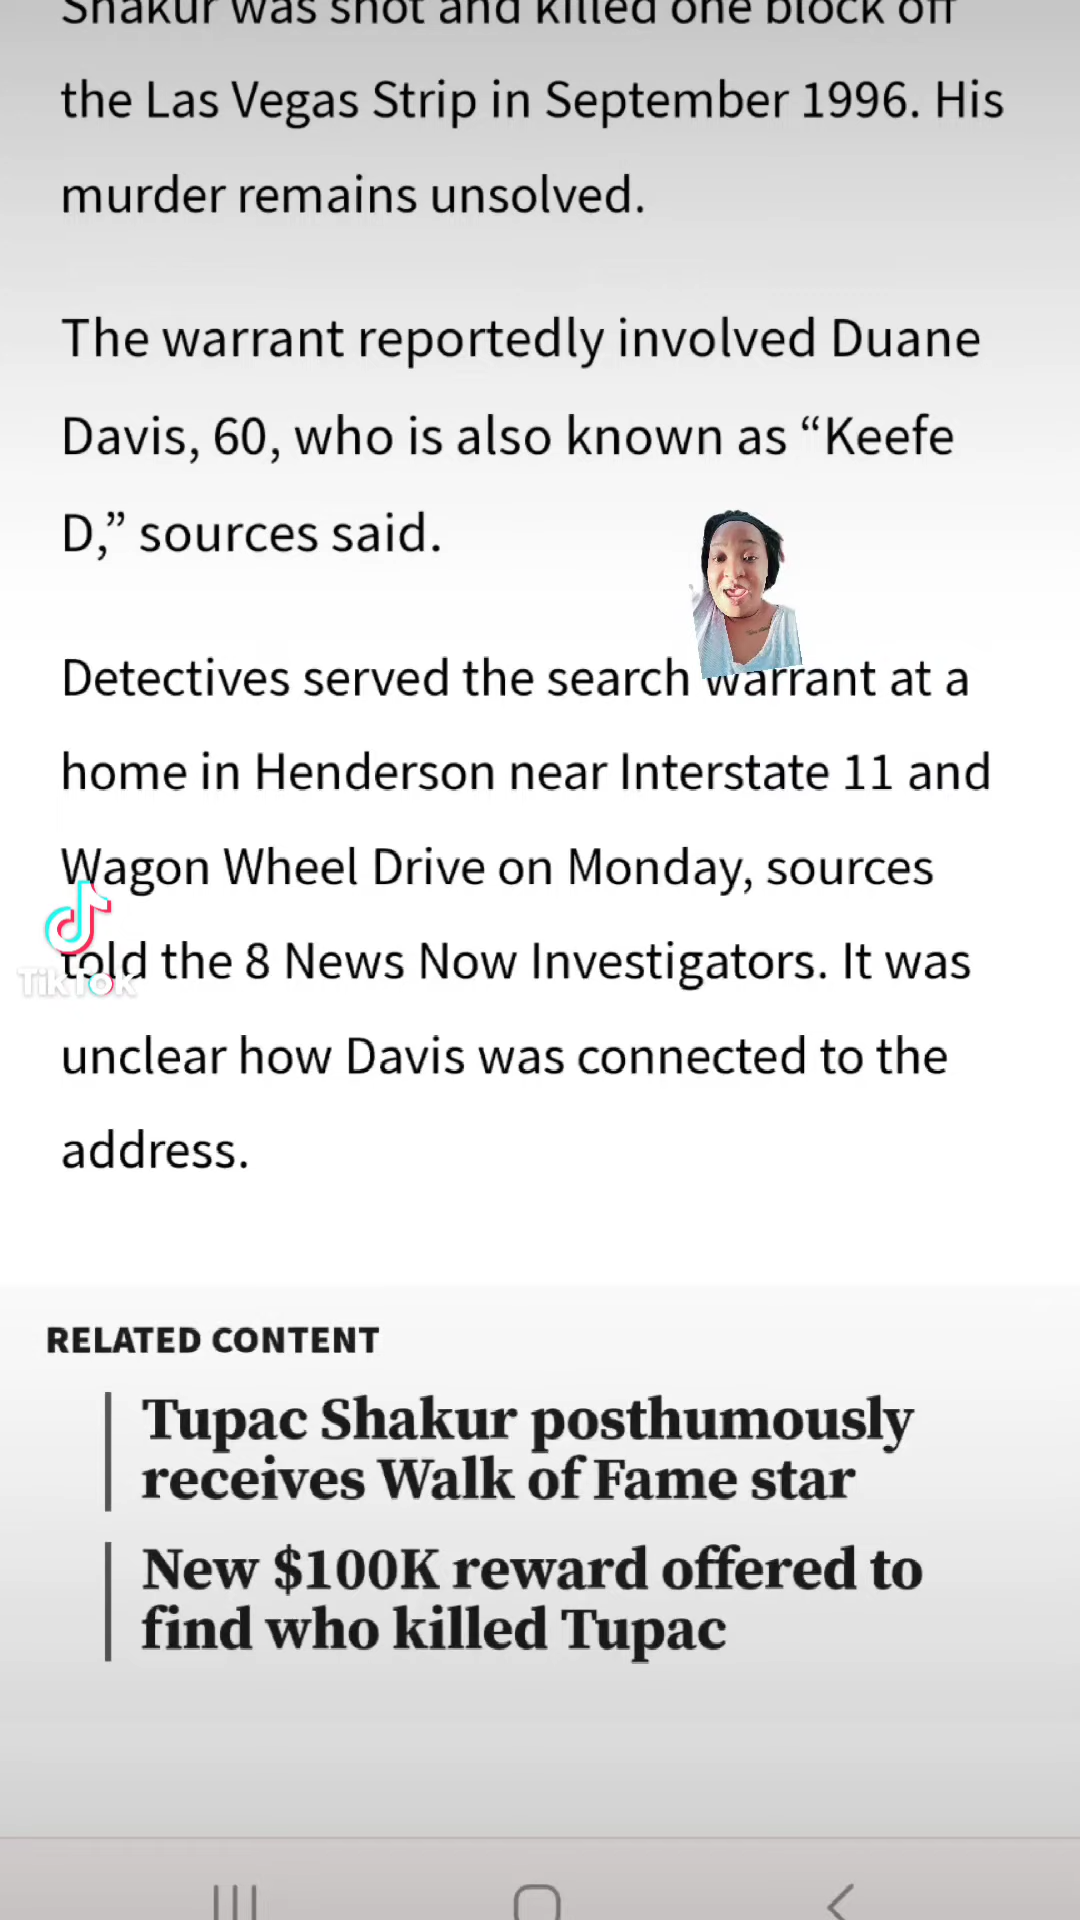 Shakur was shot and killed one block off
the Las Vegas Strip in September 1996. His
murder remains unsolved.
The warrant reportedly involved Duane
Davis, 60, who is also known as “Keefe
D,” sources said.
Detectives served the search warrant at a
home in Henderson near Interstate 11 and
Wagon Wheel Drive on Monday, sources
told the 8 News Now Investigators. It was
unclear how Davis was connected to the
address.
TikTok
RELATED CONTENT
Tupac Shakur posthumously
receives Walk of Fame star
New $100K reward offered to
find who killed Tupac